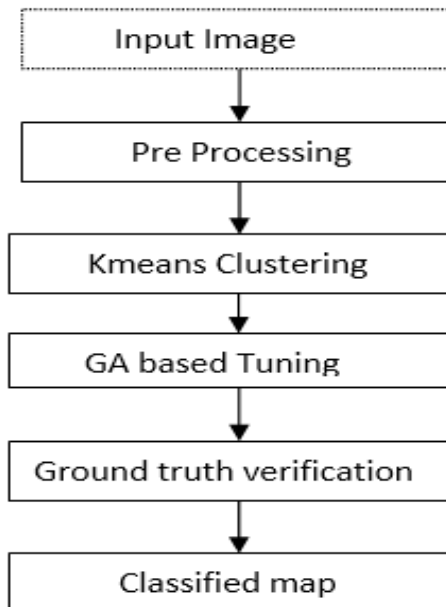 Input Image
Pre Processing
Kmeans Clustering
GA based Tuning
Ground truth verification
Classified map